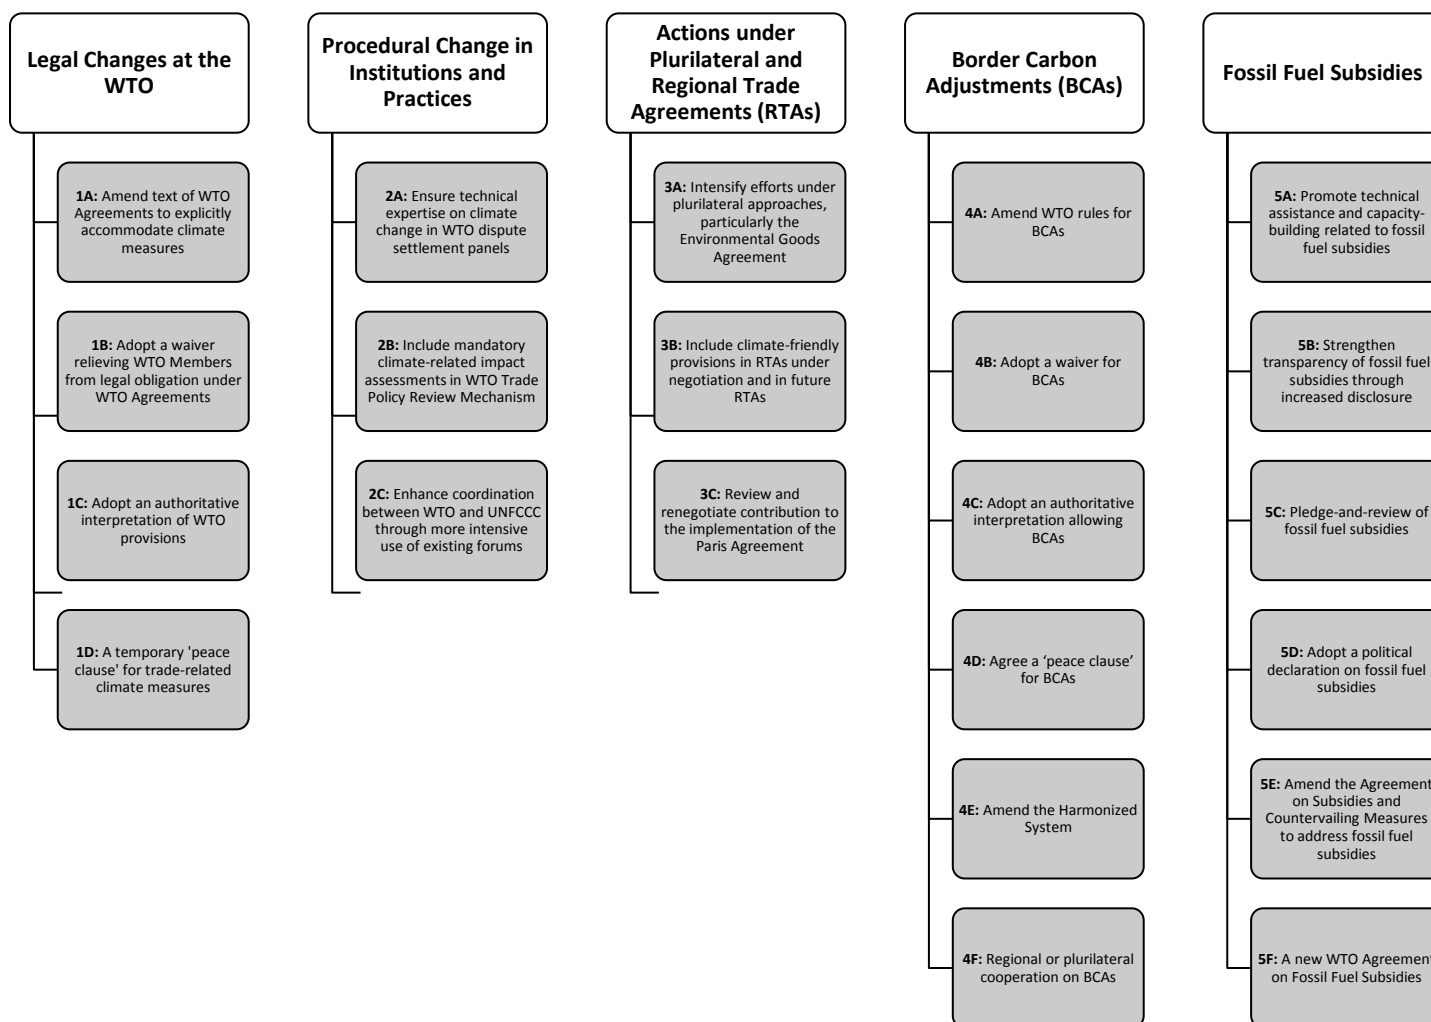 Legal Changes at the
WTO
1A: Amend text of WTO
Agreements to explicitly
accommodate climate
measures
1B: Adopt a waiver
relieving WTO Members
from legal obligation under
WTO Agreements
1C: Adopt an authoritative
interpretation of WTO
provisions
1D: A temporary 'peace
clause' for trade-related
climate measures
Procedural Change in
Institutions and
Practices
2A: Ensure technical
expertise on climate
change in WTO dispute
settlement panels
2B: Include mandatory
climate-related impact
assessments in WTO Trade
Policy Review Mechanism
2C: Enhance coordination
between WTO and UNFCCC
through more intensive
use of existing forums
Actions under
Plurilateral and
Regional Trade
Agreements (RTAs)
3A: Intensify efforts under
plurilateral approaches,
particularly the
Environmental Goods
Agreement
3B: Include climate-friendly
provisions in RTAs under
negotiation and in future
RTAs
3C: Review and
renegotiate contribution to
the implementation of the
Paris Agreement
Border Carbon
Adjustments (BCAs)
4A: Amend WTO rules for
BCAs
4B: Adopt a waiver for
BCAs
4C: Adopt an authoritative
interpretation allowing
BCAs
4D: Agree a ‘peace clause’
for BCAs
4E: Amend the Harmonized
System
4F: Regional or plurilateral
cooperation on BCAs
Fossil Fuel Subsidies
5A: Promote technical
assistance and capacity-
building related to fossil
fuel subsidies
5B: Strengthen
transparency of fossil fuel
subsidies through
increased disclosure
5C: Pledge-and-review of
fossil fuel subsidies
5D: Adopt a political
declaration on fossil fuel
subsidies
5E: Amend the Agreement
on Subsidies and
Countervailing Measures
to address fossil fuel
subsidies
5F: A new WTO Agreement
on Fossil Fuel Subsidies